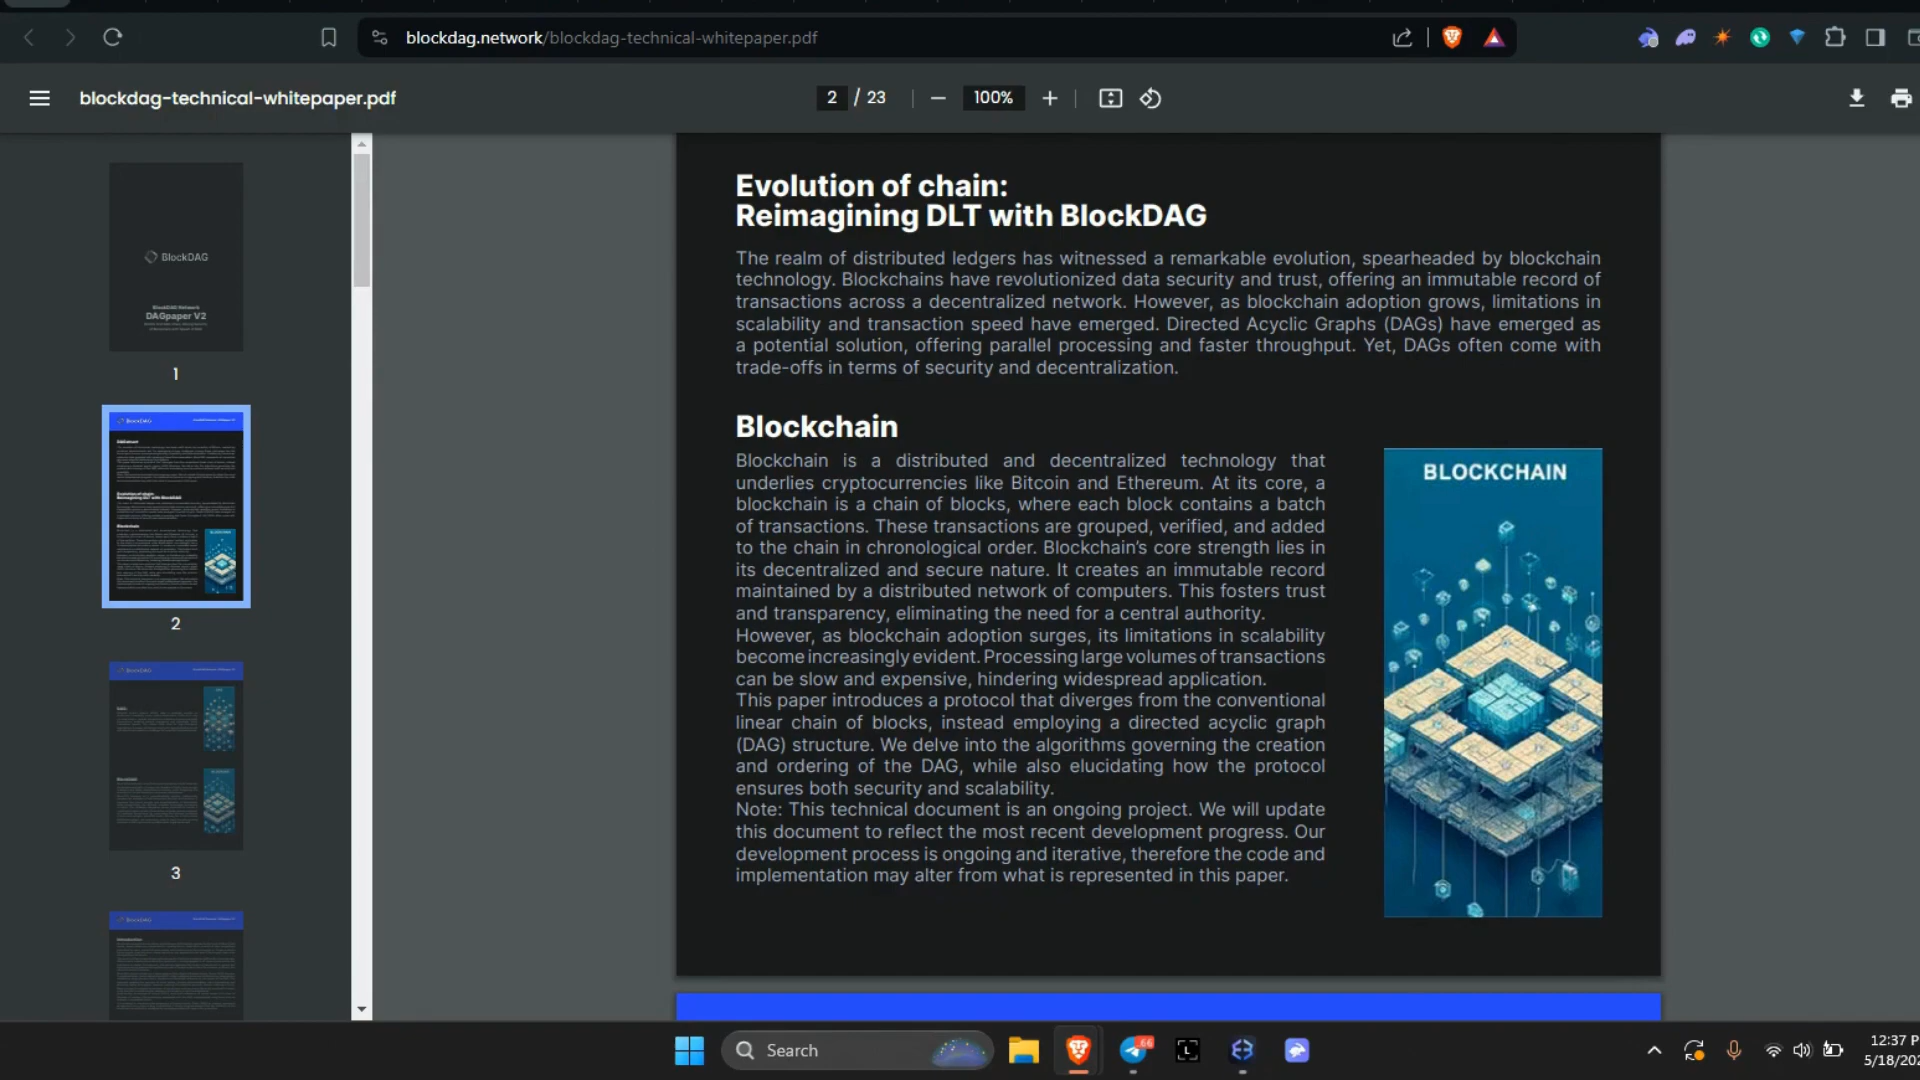 blockdag.network/blockdag-technical-whitepaper.pdf
blockdag-technical-whitepaper.pdf
2 / 23
100%
BlockDAG
BlockDAG Network
DAGpaper V2
1
BlockDAG
2
3
BlockDAG
Evolution of chain:
Reimagining DLT with BlockDAG
The realm of distributed ledgers has witnessed a remarkable evolution, spearheaded by blockchain
technology. Blockchains have revolutionized data security and trust, offering an immutable record of
transactions across a decentralized network. However, as blockchain adoption grows, limitations in
scalability and transaction speed have emerged. Directed Acyclic Graphs (DAGs) have emerged as
a potential solution, offering parallel processing and faster throughput. Yet, DAGs often come with
trade-offs in terms of security and decentralization.
Blockchain
Blockchain is a distributed and decentralized technology that
underlies cryptocurrencies like Bitcoin and Ethereum. At its core, a
blockchain is a chain of blocks, where each block contains a batch
of transactions. These transactions are grouped, verified, and added
to the chain in chronological order. Blockchain's core strength lies in
its decentralized and secure nature. It creates an immutable record
maintained by a distributed network of computers. This fosters trust
and transparency, eliminating the need for a central authority.
However, as blockchain adoption surges, its limitations in scalability
become increasingly evident. Processing large volumes of transactions
can be slow and expensive, hindering widespread application.
This paper introduces a protocol that diverges from the conventional
linear chain of blocks, instead employing a directed acyclic graph
(DAG) structure. We delve into the algorithms governing the creation
and ordering of the DAG, while also elucidating how the protocol
ensures both security and scalability.
Note: This technical document is an ongoing project. We will update
this document to reflect the most recent development progress. Our
development process is ongoing and iterative, therefore the code and
implementation may alter from what is represented in this paper.
BLOCKCHAIN
Search
66
12:37 P
5/18/202